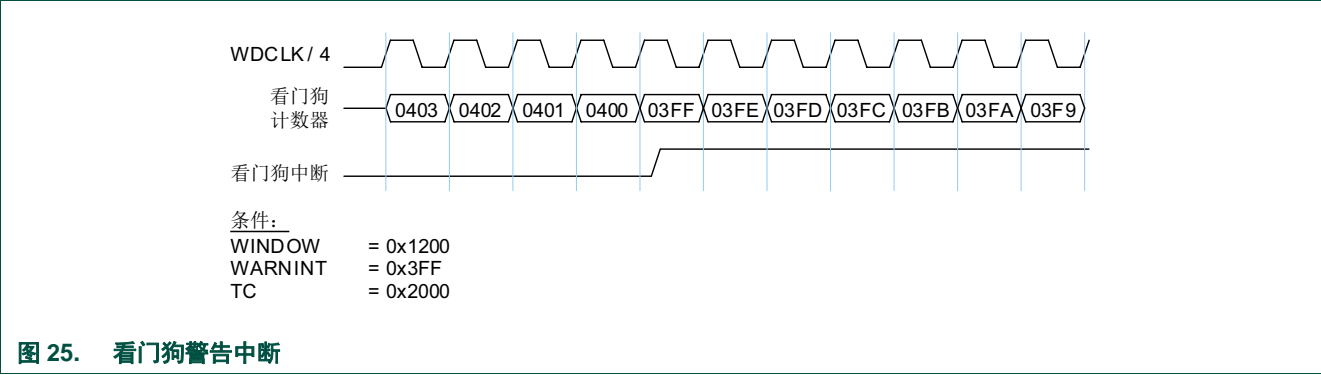 WDCLK / 4
看门狗
计数器
0403 0402 0401 0400 03FF 03FE 03FD 03FC 03FB 03FA 03F9
看门狗中断
条件：
WINDOW = 0x1200
WARNINT = 0x3FF
TC = 0x2000
图 25. 看门狗警告中断